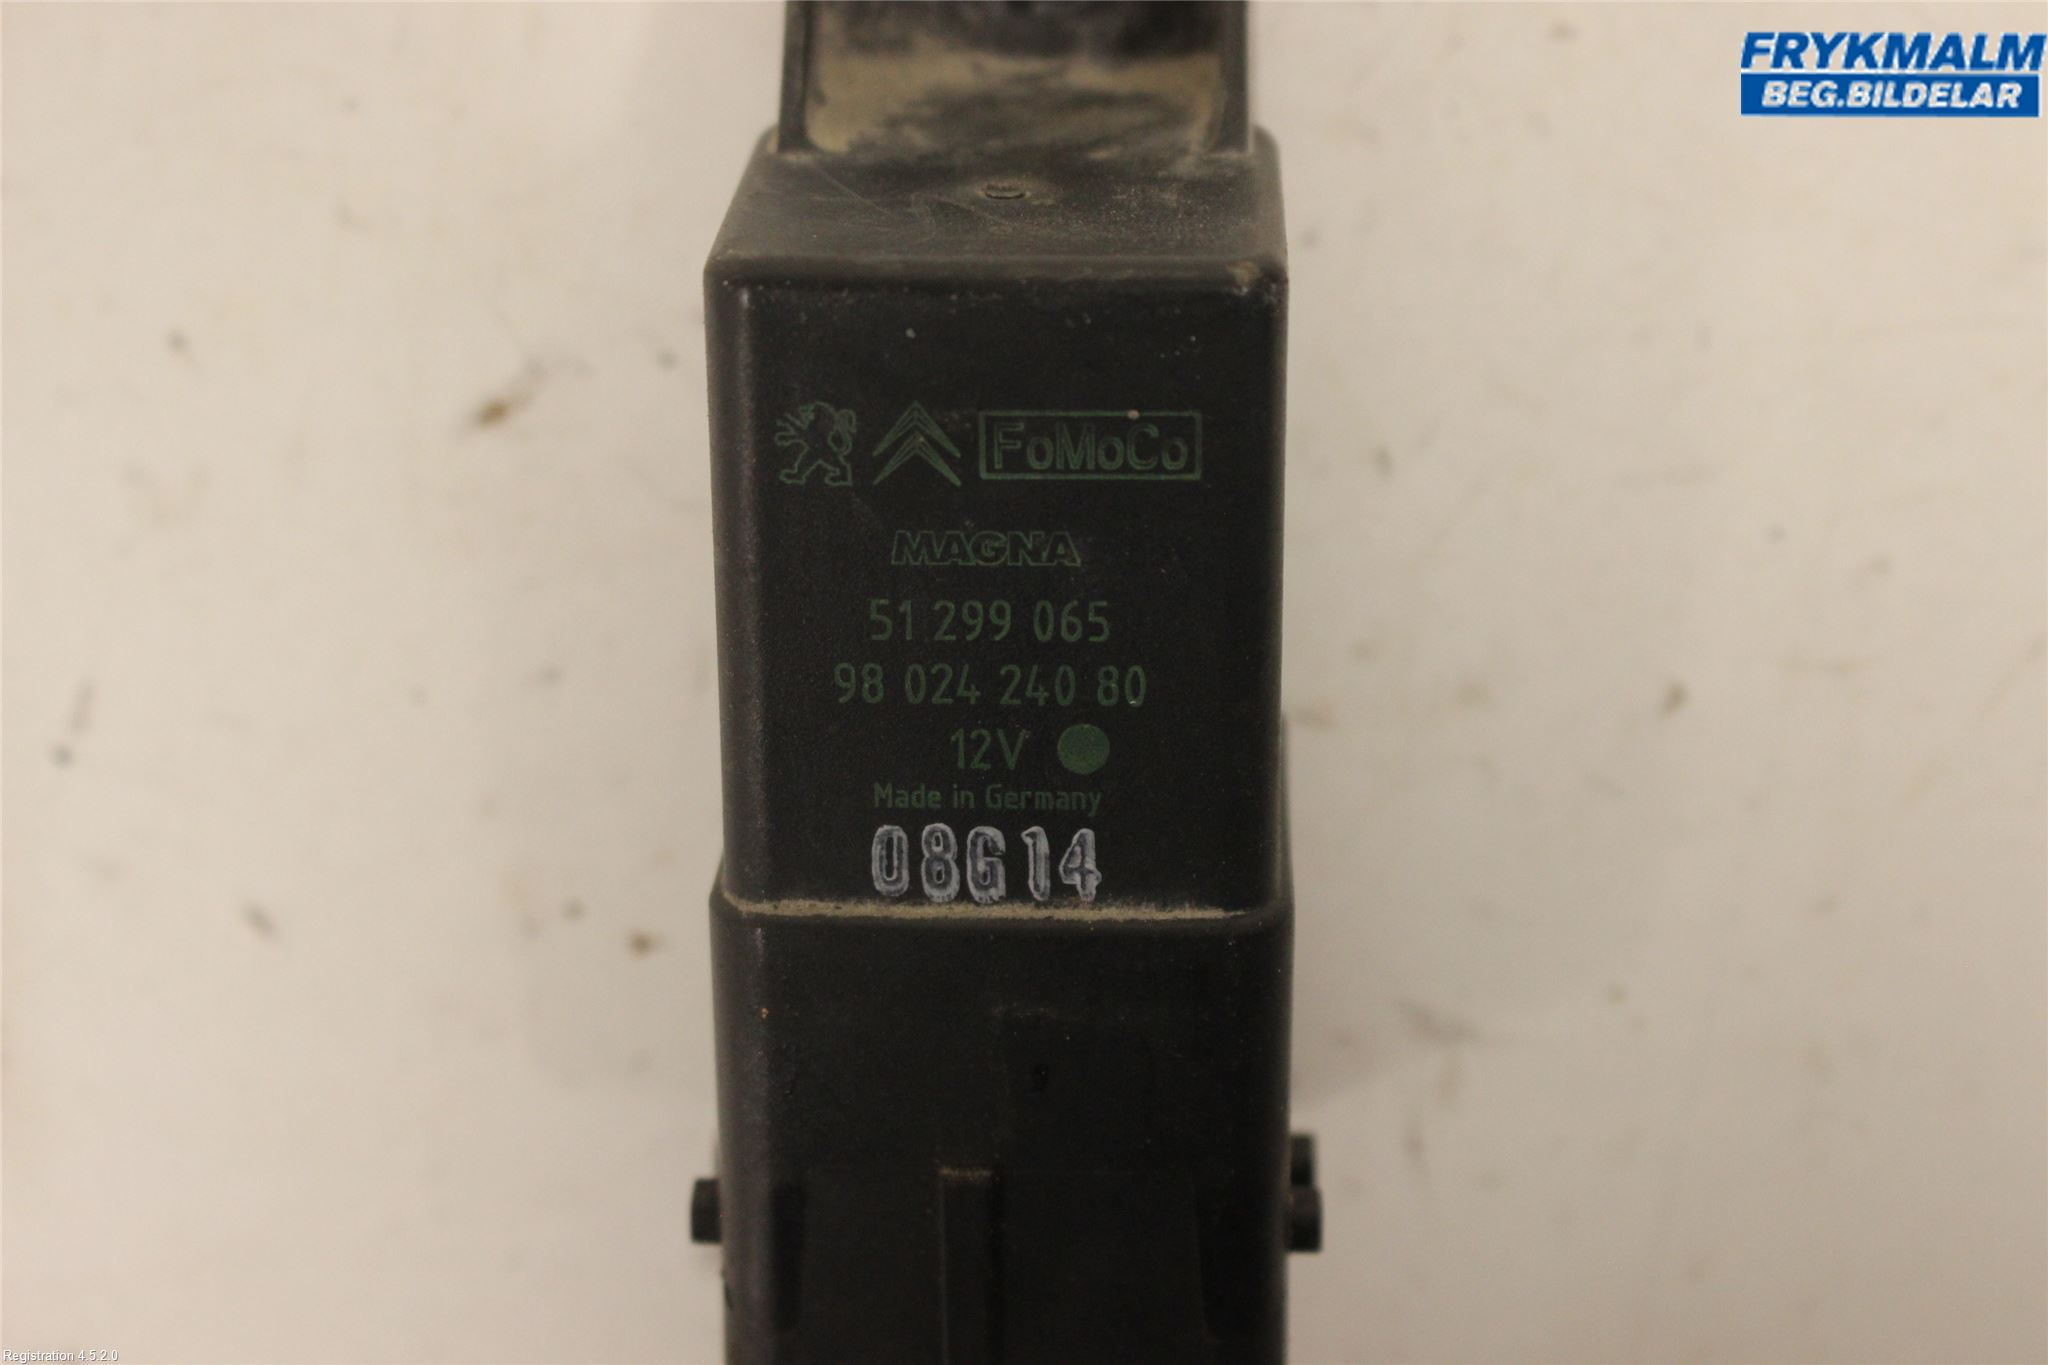 FRYKMALM
BEG.BILDELAR
FoMoCo
MAGNA
51 299 065
98 024 240 80
12V
Made in Germany
08G14
Registration 4.5.2.0